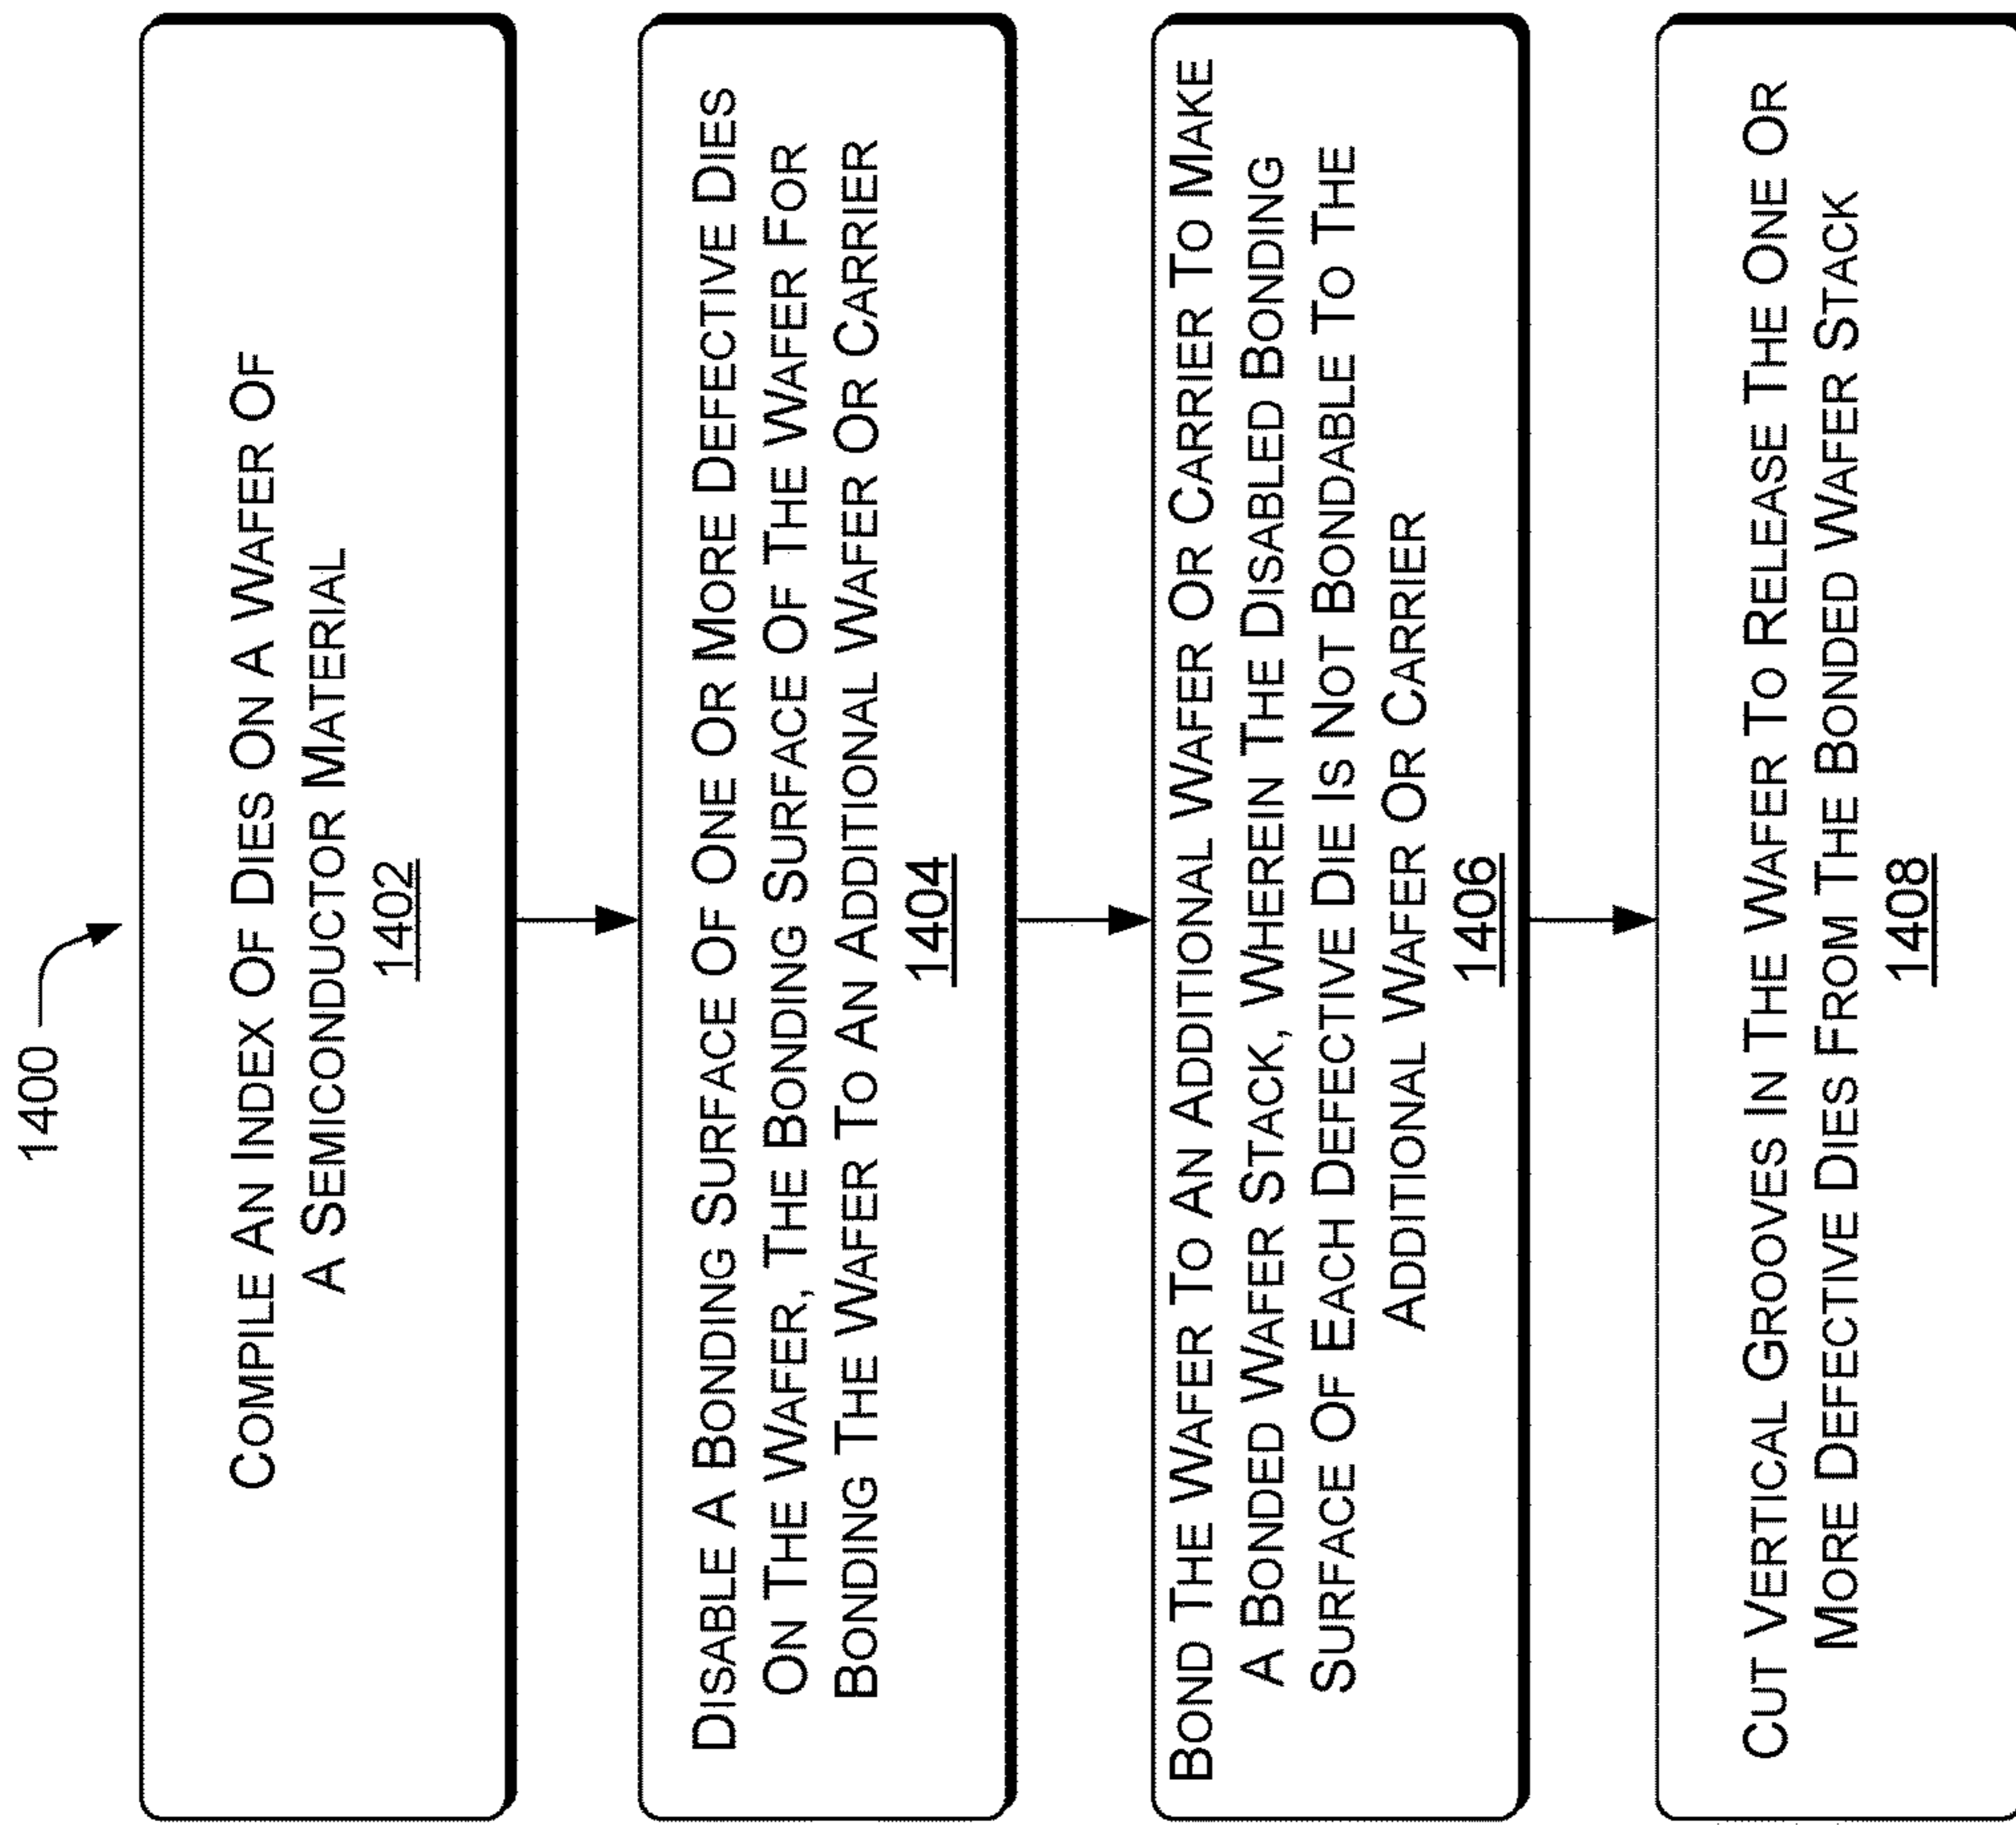 1400
COMPILE AN INDEX OF DIES ON A WAFER OF
A SEMICONDUCTOR MATERIAL
1402
DISABLE A BONDING SURFACE OF ONE OR MORE DEFECTIVE DIES
ON THE WAFER, THE BONDING SURFACE OF THE WAFER FOR
BONDING THE WAFER TO AN ADDITIONAL WAFER OR CARRIER
1404
BOND THE WAFER TO AN ADDITIONAL WAFER OR CARRIER TO MAKE
A BONDED WAFER STACK, WHEREIN THE DISABLED BONDING
SURFACE OF EACH DEFECTIVE DIE IS NOT BONDABLE TO THE
ADDITIONAL WAFER OR CARRIER
1406
CUT VERTICAL GROOVES IN THE WAFER TO RELEASE THE ONE OR
MORE DEFECTIVE DIES FROM THE BONDED WAFER STACK
1408